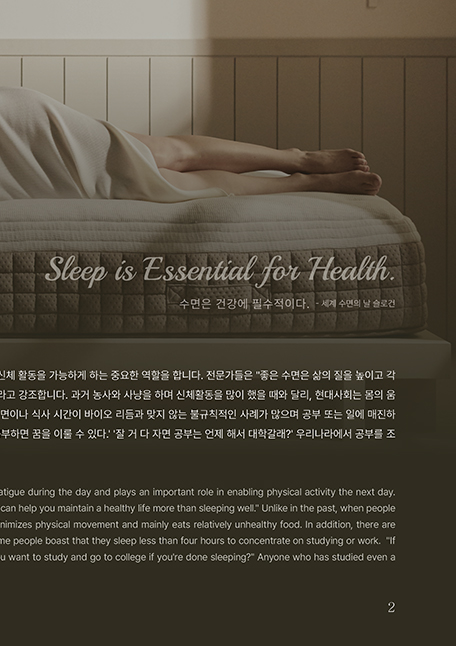 Sleep is Essential for Health.
수면은 건강에 필수적이다. - 세계 수면의 날 슬로건
신체 활동을 가능하게 하는 중요한 역할을 합니다. 전문가들은 "좋은 수면은 삶의 질을 높이고 각
라고 강조합니다. 과거 농사와 사냥을 하며 신체활동을 많이 했을 때와 달리, 현대사회는 몸의 움
면이나 식사 시간이 바이오 리듬과 맞지 않는 불규칙적인 사례가 많으며 공부 또는 일에 매진하
부하면 꿈을 이룰 수 있다.' '잘 거 다 자면 공부는 언제 해서 대학갈래?' 우리나라에서 공부를 조
atigue during the day and plays an important role in enabling physical activity the next day.
can help you maintain a healthy life more than sleeping well." Unlike in the past, when people
nimizes physical movement and mainly eats relatively unhealthy food. In addition, there are
me people boast that they sleep less than four hours to concentrate on studying or work. "If
u want to study and go to college if you're done sleeping?" Anyone who has studied even a
2